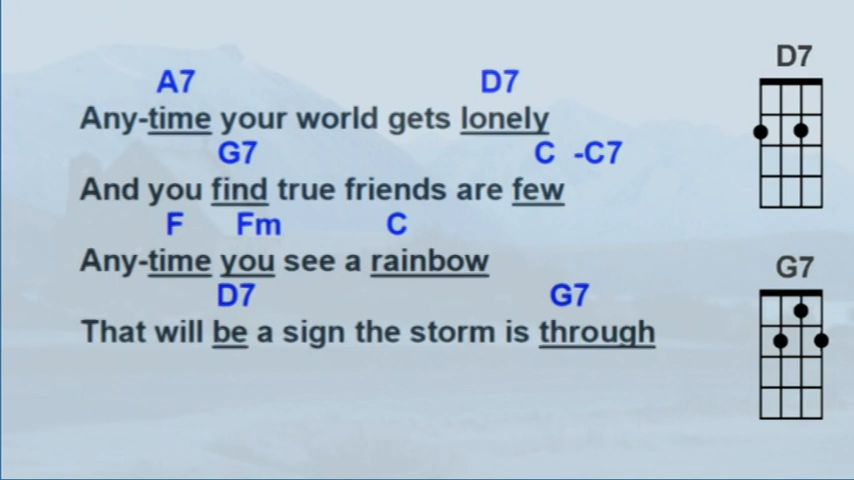 A7 D7
Any-time your world gets lonely
G7 C -C7
And you find true friends are few
F Fm C
Any-time you see a rainbow
D7 G7
That will be a sign the storm is through
D7
G7